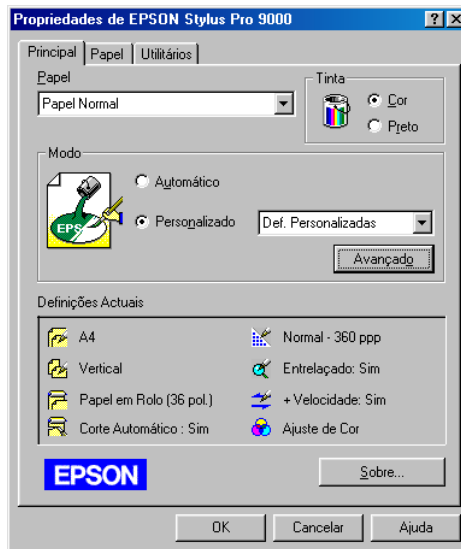 Propriedades de EPSON Stylus Pro 9000
Principal Papel Utilitários
Papel
Papel Normal
Tinta
Cor
Preto
Modo
EPS
Automático
Personalizado Def. Personalizadas
Avançado
Definições Actuais
A4 Normal - 360 ppp
Vertical Entrelaçado: Sim
Papel em Rolo (36 pol.) + Velocidade: Sim
Corte Automático : Sim Ajuste de Cor
EPSON Sobre...
OK Cancelar Ajuda